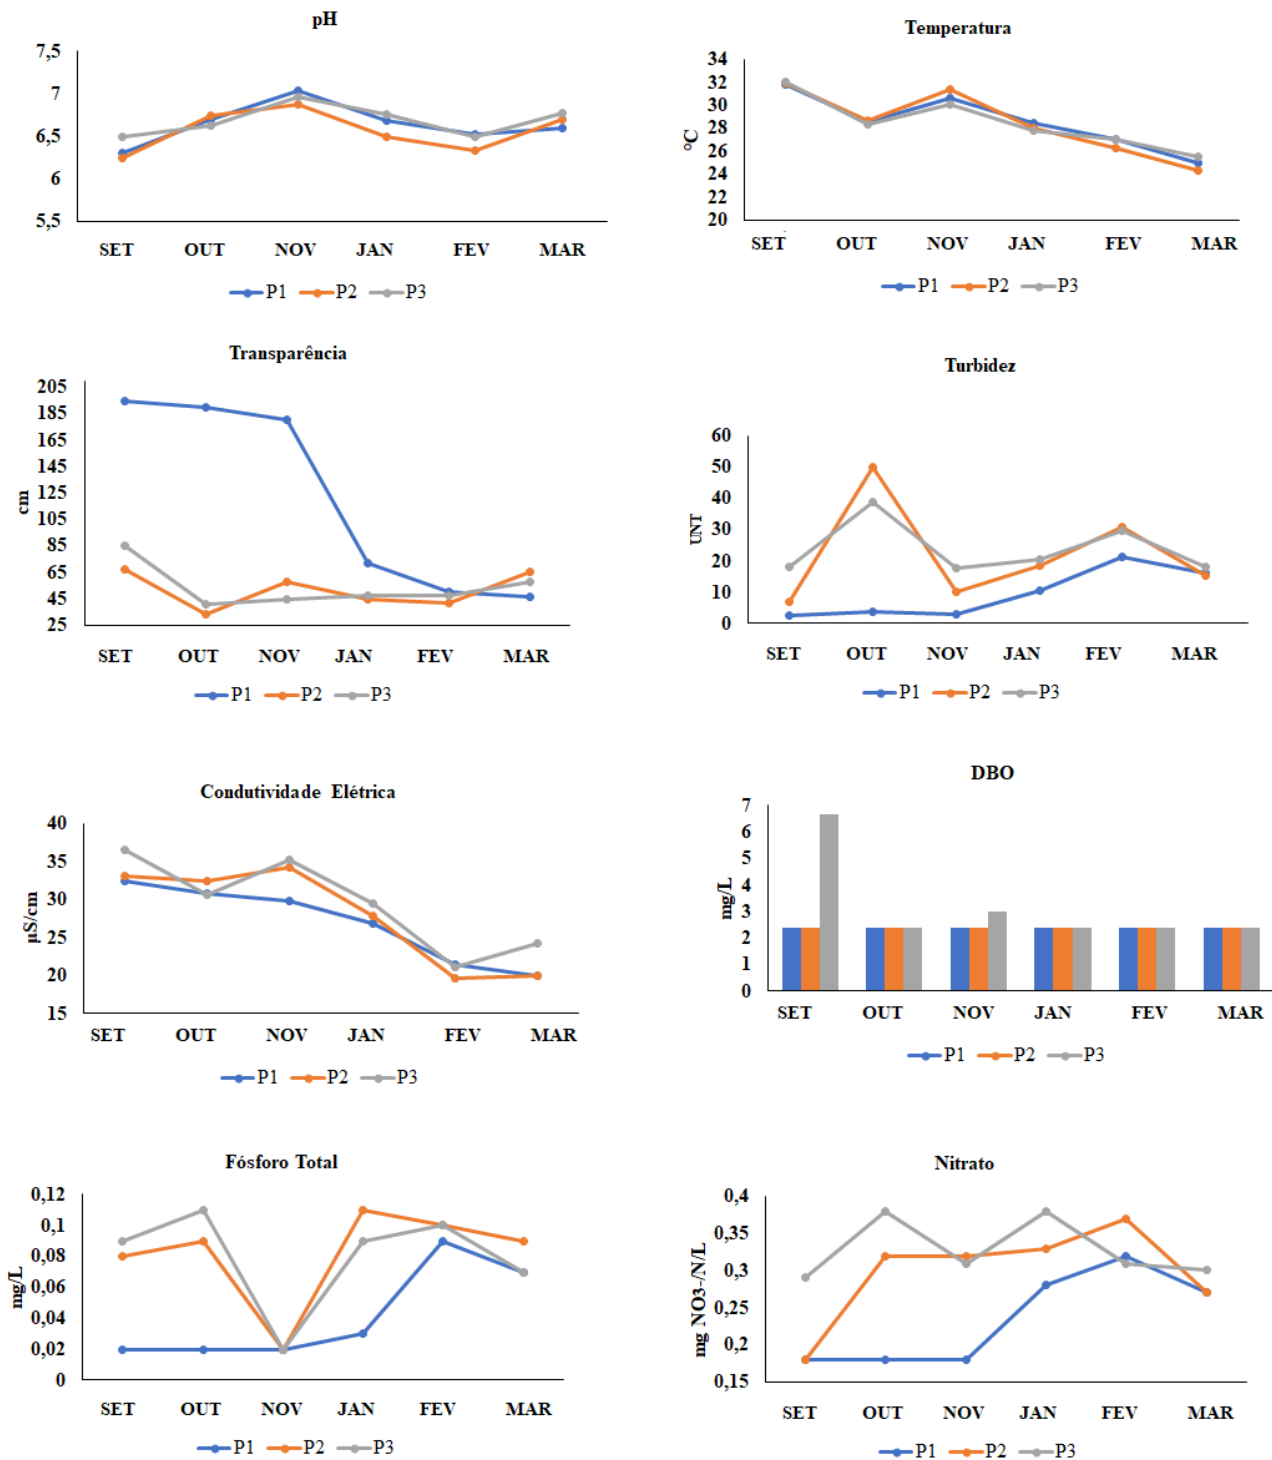 pH
7,5
7
6,5
6
5,5
SET OUT NOV JAN FEV MAR
P1 P2 P3
Temperatura
°C
34
32
30
28
26
24
22
20
SET OUT NOV JAN FEV MAR
P1 P2 P3
Transparência
cm
205
185
165
145
125
105
85
65
45
25
SET OUT NOV JAN FEV MAR
P1 P2 P3
Turbidez
UNT
60
50
40
30
20
10
0
SET OUT NOV JAN FEV MAR
P1 P2 P3
Condutividade Elétrica
µS/cm
40
35
30
25
20
15
SET OUT NOV JAN FEV MAR
P1 P2 P3
DBO
mg/L
7
6
5
4
3
2
1
0
SET OUT NOV JAN FEV MAR
P1 P2 P3
Fósforo Total
mg/L
0,12
0,1
0,08
0,06
0,04
0,02
0
SET OUT NOV JAN FEV MAR
P1 P2 P3
Nitrato
mg NO3-/N/L
0,4
0,35
0,3
0,25
0,2
0,15
SET OUT NOV JAN FEV MAR
P1 P2 P3